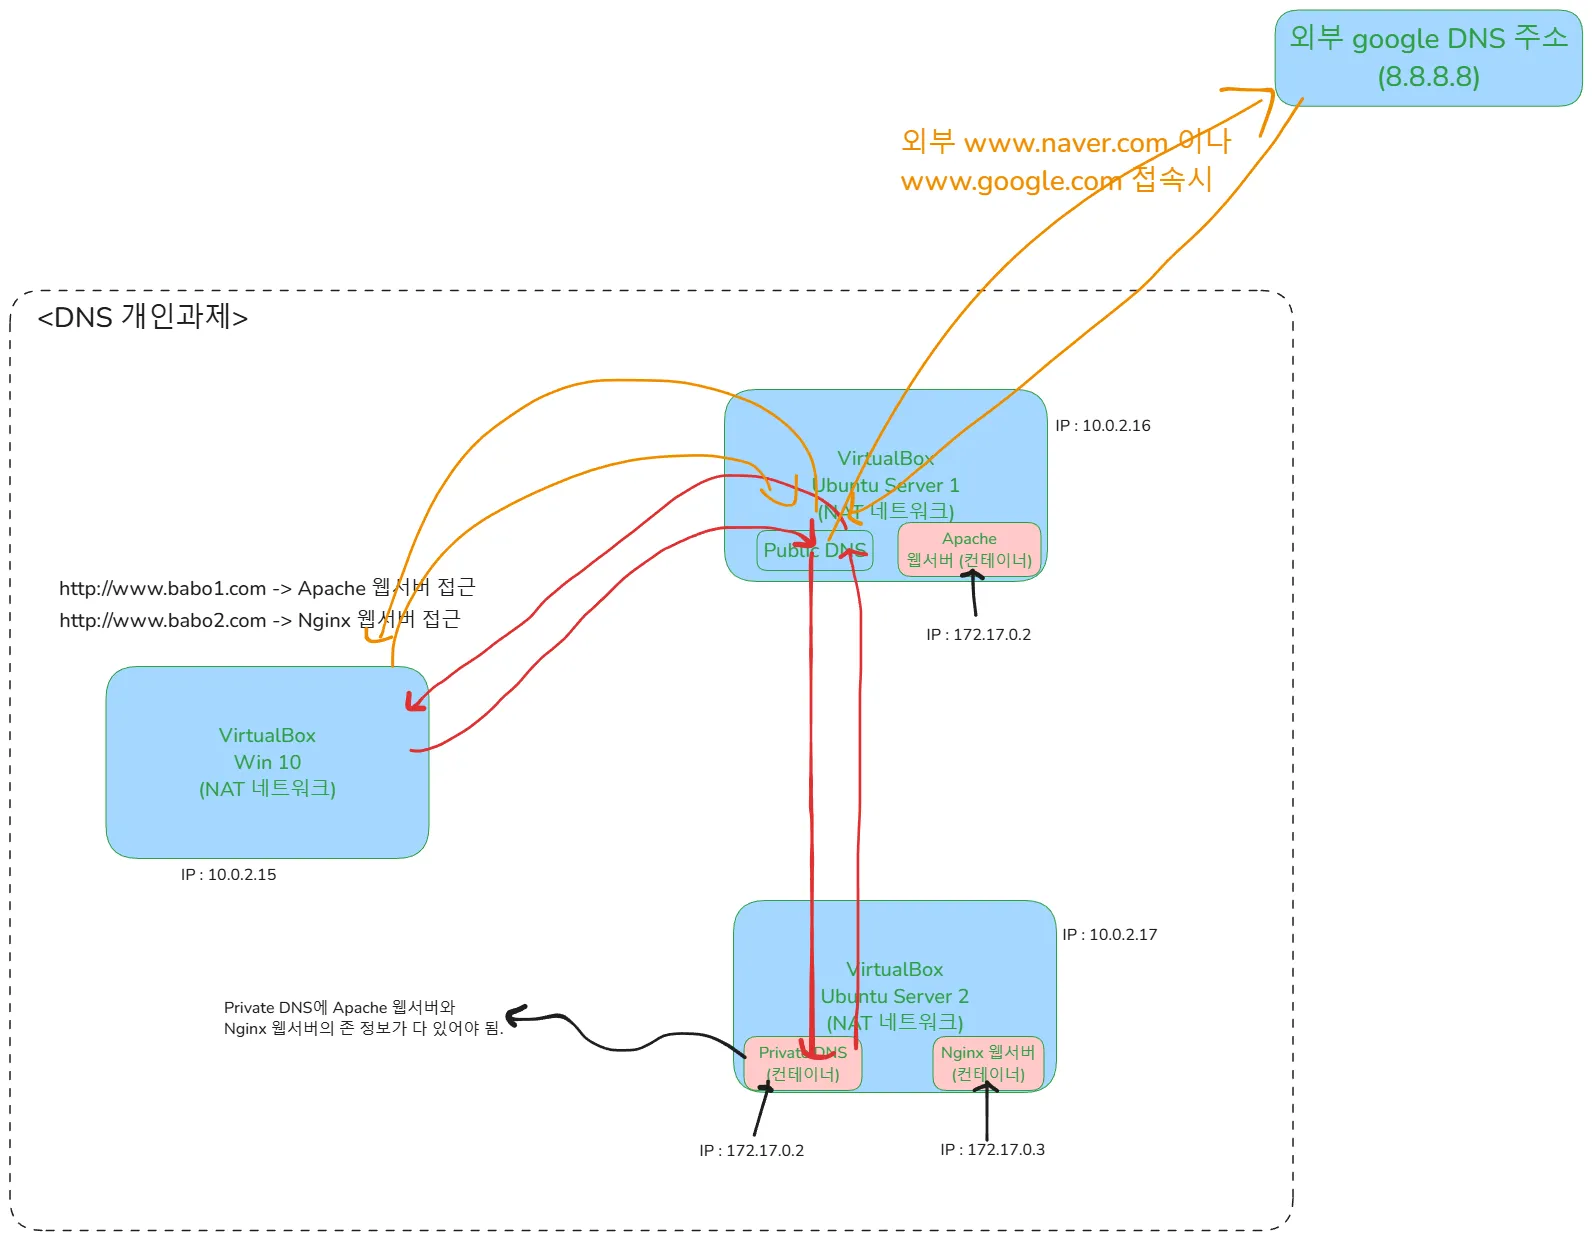 외부 google DNS 주소
(8.8.8.8)
외부 www.naver.com 이나
www.google.com 접속시
<DNS 개인과제>
IP : 10.0.2.16
VirtualBox
Ubuntu Server 1
(NAT 네트워크)
Public DNS
Apache
웹서버 (컨테이너)
IP : 172.17.0.2
http://www.babo1.com -> Apache 웹서버 접근
http://www.babo2.com -> Nginx 웹서버 접근
VirtualBox
Win 10
(NAT 네트워크)
IP : 10.0.2.15
IP : 10.0.2.17
VirtualBox
Ubuntu Server 2
(NAT 네트워크)
Private DNS에 Apache 웹서버와
Nginx 웹서버의 존 정보가 다 있어야 됨.
Private DNS
(컨테이너)
Nginx 웹서버
(컨테이너)
IP : 172.17.0.2
IP : 172.17.0.3